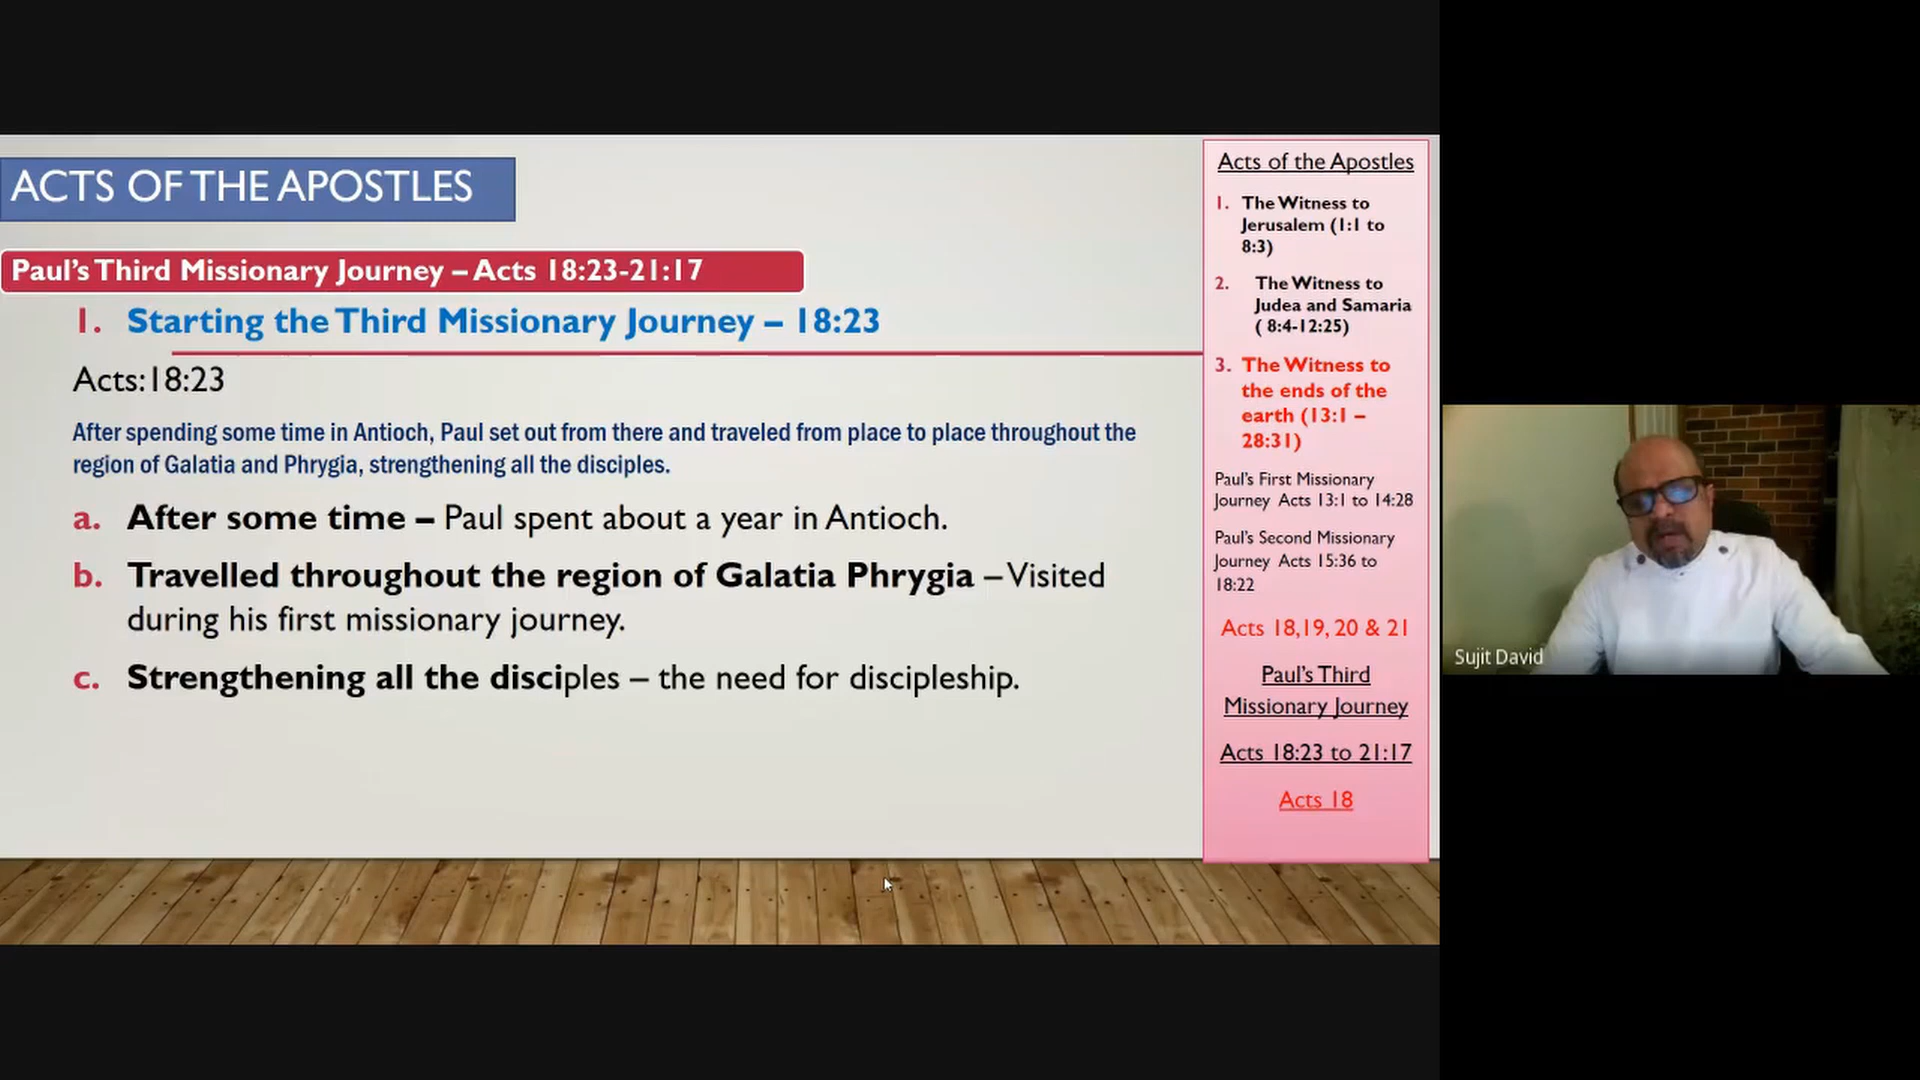 ACTS OF THE APOSTLES
Paul's Third Missionary Journey – Acts 18:23-21:17
1. Starting the Third Missionary Journey – 18:23
Acts:18:23
After spending some time in Antioch, Paul set out from there and traveled from place to place throughout the
region of Galatia and Phrygia, strengthening all the disciples.
a. After some time – Paul spent about a year in Antioch.
b. Travelled throughout the region of Galatia Phrygia – Visited
during his first missionary journey.
c. Strengthening all the disciples – the need for discipleship.
Acts of the Apostles
1. The Witness to
Jerusalem (1:1 to
8:3)
2. The Witness to
Judea and Samaria
( 8:4-12:25)
3. The Witness to
the ends of the
earth (13:1 –
28:31)
Paul's First Missionary
Journey Acts 13:1 to 14:28
Paul's Second Missionary
Journey Acts 15:36 to
18:22
Acts 18,19, 20 & 21
Paul's Third
Missionary Journey
Acts 18:23 to 21:17
Acts 18
Sujit David